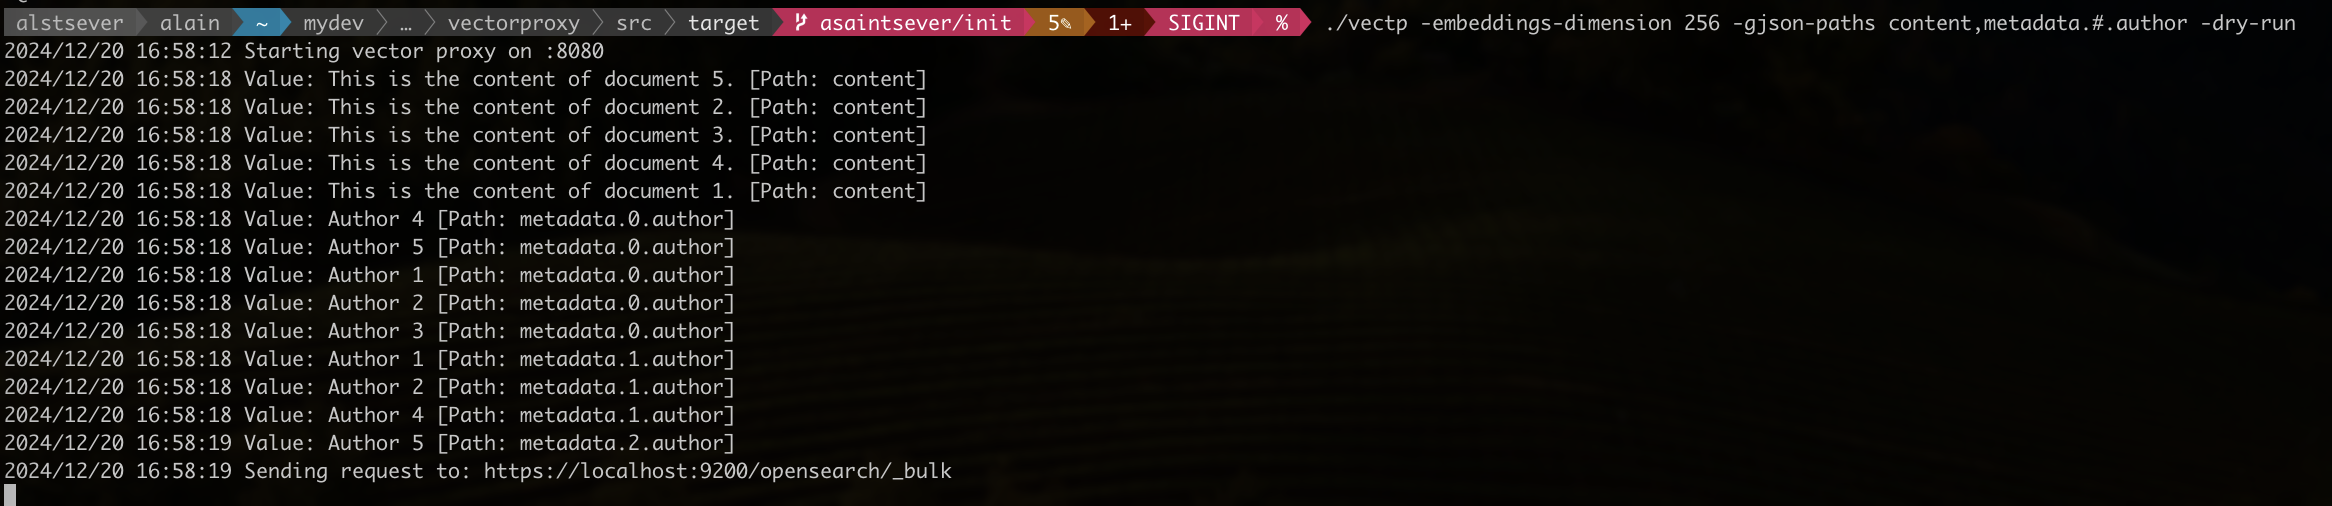 alstsever alain ~ mydev … vectorproxy src target asaintsever/init 5✎ 1+ SIGINT % ./vectp -embeddings-dimension 256 -gjson-paths content,metadata.#.author -dry-run
2024/12/20 16:58:12 Starting vector proxy on :8080
2024/12/20 16:58:18 Value: This is the content of document 5. [Path: content]
2024/12/20 16:58:18 Value: This is the content of document 2. [Path: content]
2024/12/20 16:58:18 Value: This is the content of document 3. [Path: content]
2024/12/20 16:58:18 Value: This is the content of document 4. [Path: content]
2024/12/20 16:58:18 Value: This is the content of document 1. [Path: content]
2024/12/20 16:58:18 Value: Author 4 [Path: metadata.0.author]
2024/12/20 16:58:18 Value: Author 5 [Path: metadata.0.author]
2024/12/20 16:58:18 Value: Author 1 [Path: metadata.0.author]
2024/12/20 16:58:18 Value: Author 2 [Path: metadata.0.author]
2024/12/20 16:58:18 Value: Author 3 [Path: metadata.0.author]
2024/12/20 16:58:18 Value: Author 1 [Path: metadata.1.author]
2024/12/20 16:58:18 Value: Author 2 [Path: metadata.1.author]
2024/12/20 16:58:18 Value: Author 4 [Path: metadata.1.author]
2024/12/20 16:58:19 Value: Author 5 [Path: metadata.2.author]
2024/12/20 16:58:19 Sending request to: https://localhost:9200/opensearch/_bulk